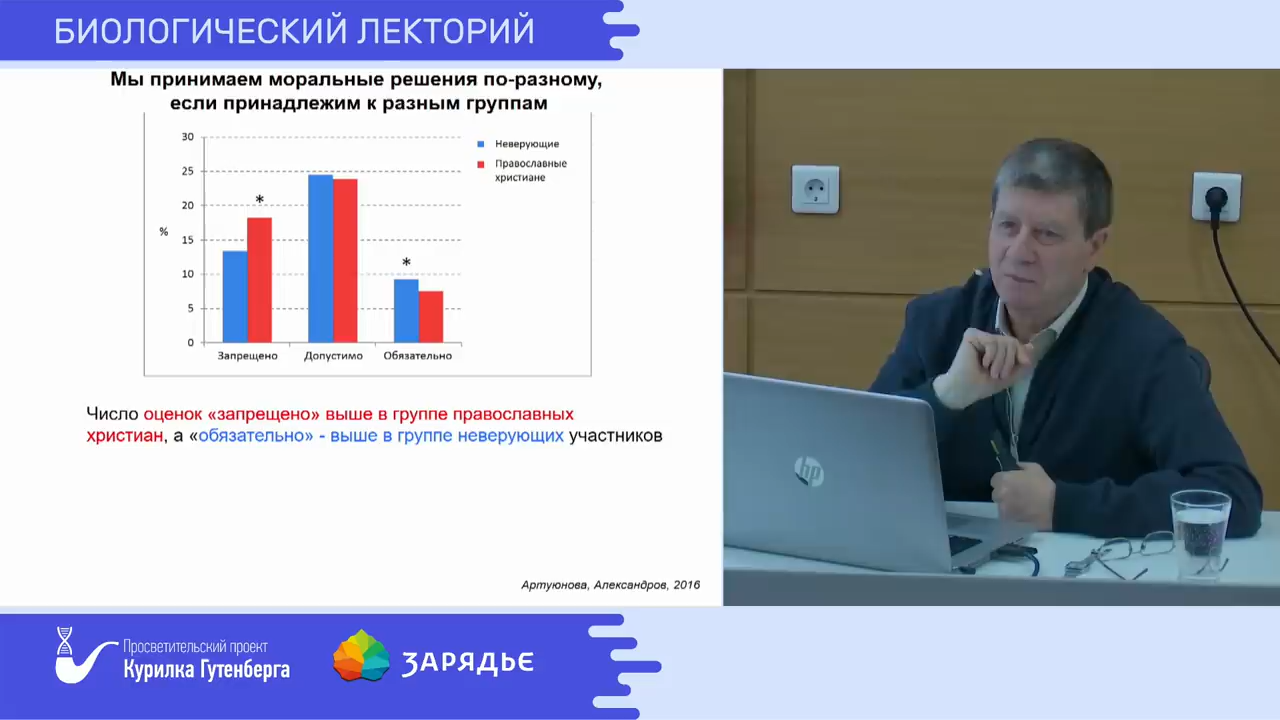 БИОЛОГИЧЕСКИЙ ЛЕКТОРИЙ
Мы принимаем моральные решения по-разному,
если принадлежим к разным группам
30
25
20
15
10
5
0
%
*
*
Запрещено
Допустимо
Обязательно
Неверующие
Православные
христиане
Число оценок «запрещено» выше в группе православных
христиан, а «обязательно» - выше в группе неверующих участников
Артуюнова, Александров, 2016
hp
Просветительский проект
Курилка Гутенберга
ЗАРЯДЬЕ